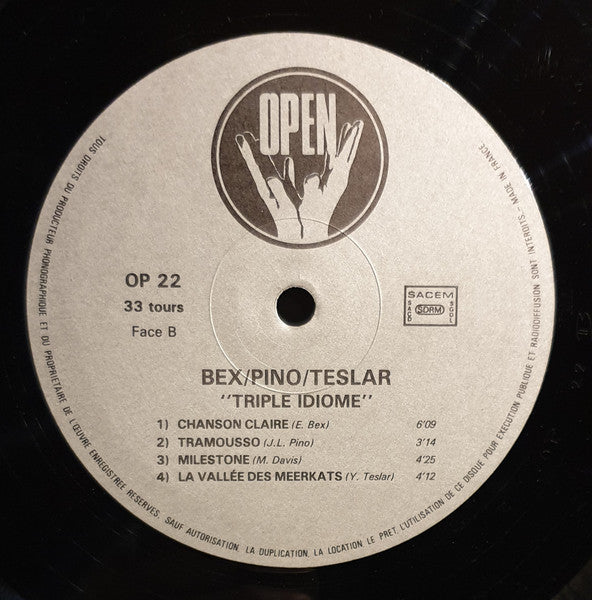 OPEN
OP 22
33 tours
Face B
SACEM
SACD
SDRM
SGDL
BEX/PINO/TESLAR
"TRIPLE IDIOME"
1) CHANSON CLAIRE (E. Bex) 6'09
2) TRAMOUSSO (J.L. Pino) 3'14
3) MILESTONE (M. Davis) 4'25
4) LA VALLÉE DES MEERKATS (Y. Teslar) 4'12
TOUS DROITS DU PRODUCTEUR PHONOGRAPHIQUE ET DU PROPRIETAIRE DE L'ŒUVRE ENREGISTREE RESERVES. SAUF AUTORISATION, LA DUPLICATION, LA LOCATION, LE PRET, L'UTILISATION DE CE DISQUE POUR EXECUTION PUBLIQUE ET RADIODIFFUSION SONT INTERDITS. - MADE IN FRANCE